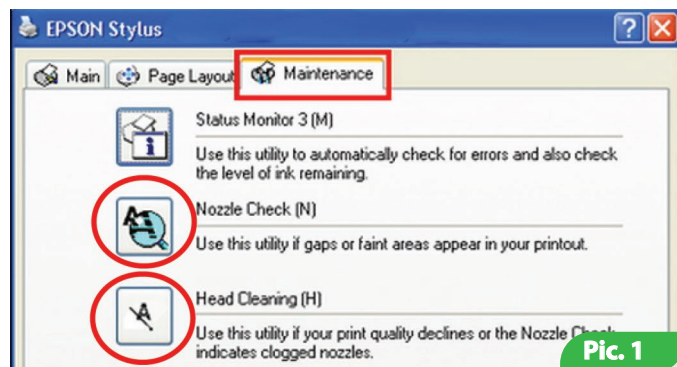 EPSON Stylus
Main Page Layout Maintenance
Status Monitor 3 (M)
Use this utility to automatically check for errors and also check
the level of ink remaining.
Nozzle Check (N)
Use this utility if gaps or faint areas appear in your printout.
Head Cleaning (H)
Use this utility if your print quality declines or the Nozzle Check
indicates clogged nozzles.
Pic. 1